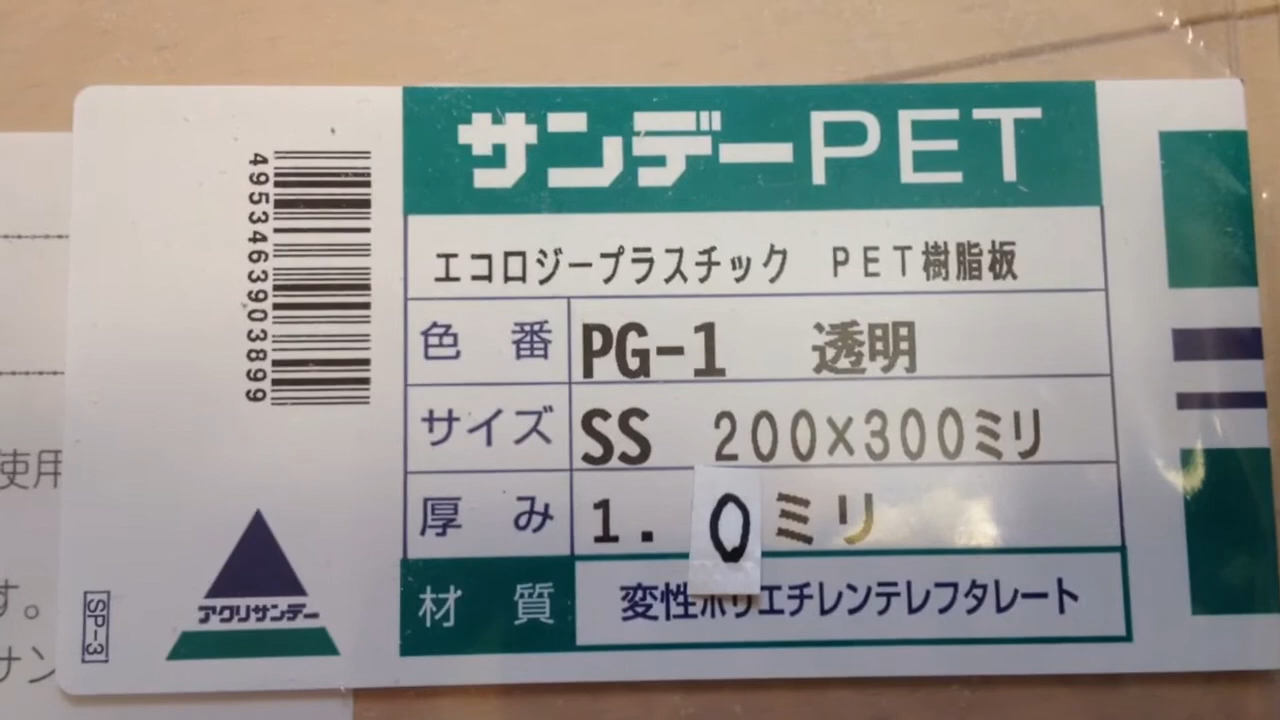 サンデーPET
エコロジープラスチック PET樹脂板
色番 PG-1 透明
サイズ SS 200×300ミリ
厚み 1.0ミリ
材質 変性ポリエチレンテレフタレート
4953463903899
アクリサンデー
SP-3
使用
す。
サン